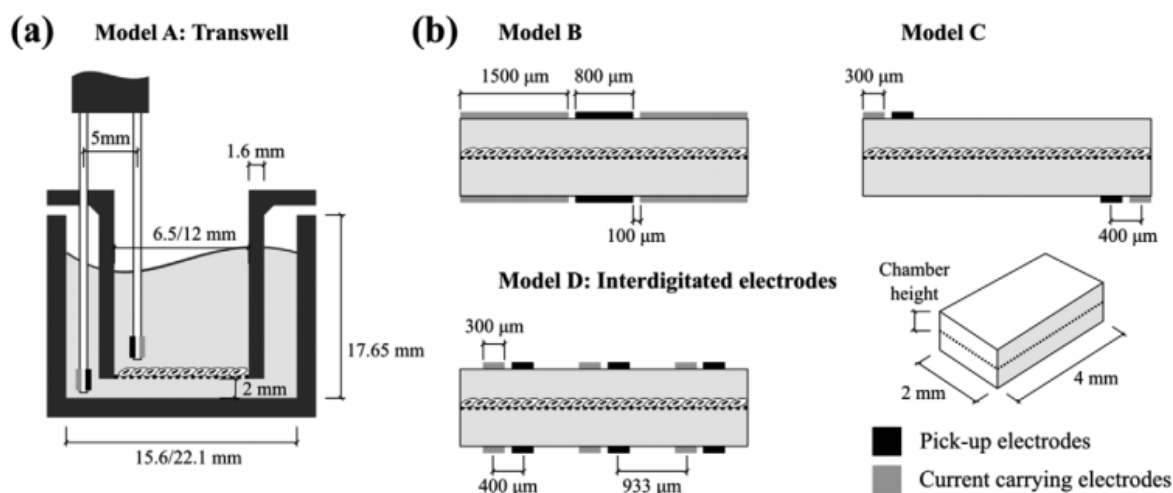 (a)
Model A: Transwell
5mm
1.6 mm
6.5/12 mm
17.65 mm
2 mm
15.6/22.1 mm
(b)
Model B
1500 μm
800 μm
100 μm
Model C
300 μm
400 μm
Model D: Interdigitated electrodes
300 μm
400 μm
933 μm
Chamber
height
2 mm
4 mm
Pick-up electrodes
Current carrying electrodes